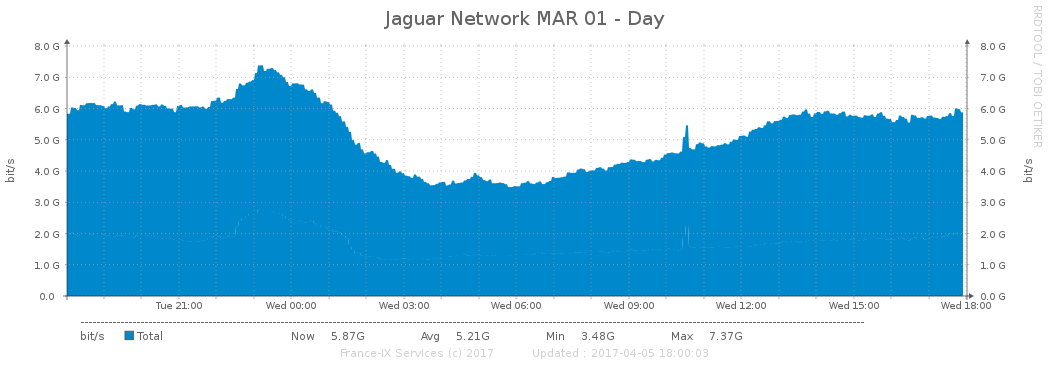 Jaguar Network MAR 01 - Day
RRDTOOL / TOBI OETIKER
bit/s
8.0 G
7.0 G
6.0 G
5.0 G
4.0 G
3.0 G
2.0 G
1.0 G
0.0
8.0 G
7.0 G
6.0 G
5.0 G
4.0 G
3.0 G
2.0 G
1.0 G
0.0 G
bit/s
Tue 21:00 Wed 00:00 Wed 03:00 Wed 06:00 Wed 09:00 Wed 12:00 Wed 15:00 Wed 18:00
bit/s Total Now 5.87G Avg 5.21G Min 3.48G Max 7.37G
France-IX Services (c) 2017 Updated : 2017-04-05 18:00:03